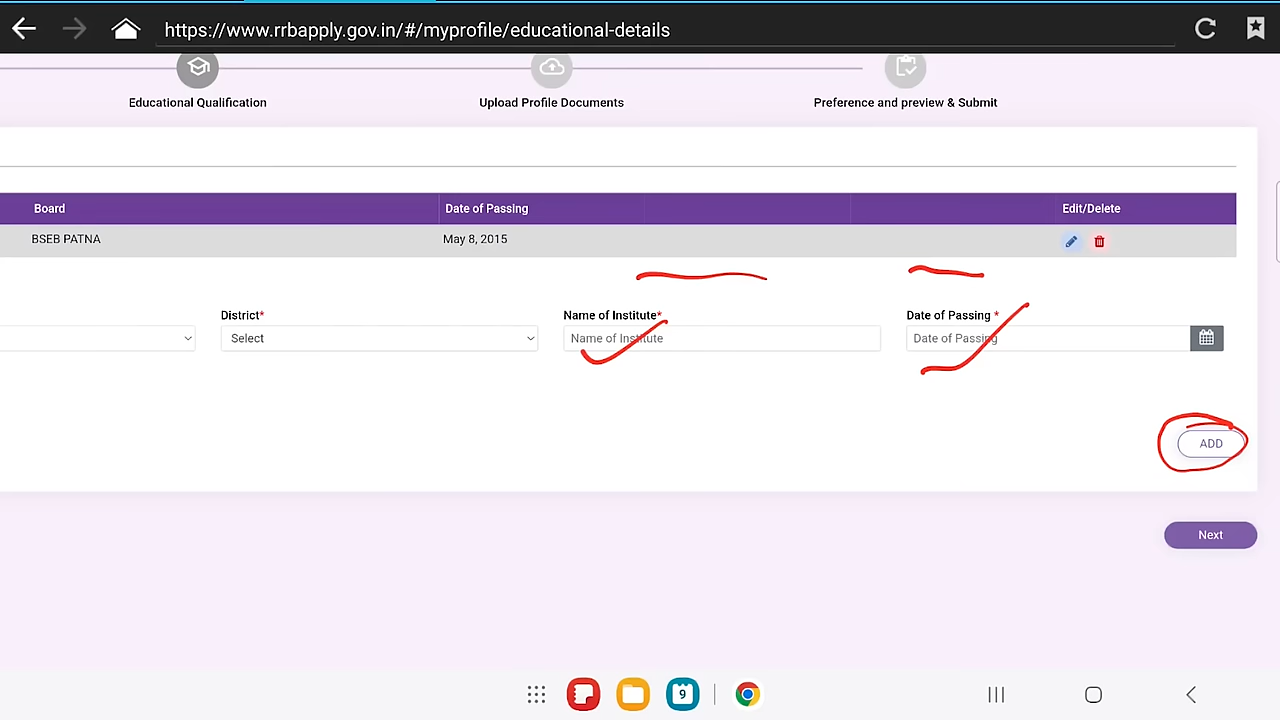 https://www.rrbapply.gov.in/#/myprofile/educational-details
Educational Qualification
Upload Profile Documents
Preference and preview & Submit
Board
Date of Passing
Edit/Delete
BSEB PATNA
May 8, 2015
District*
Name of Institute*
Date of Passing *
Select
Name of Institute
Date of Passing
ADD
Next
9